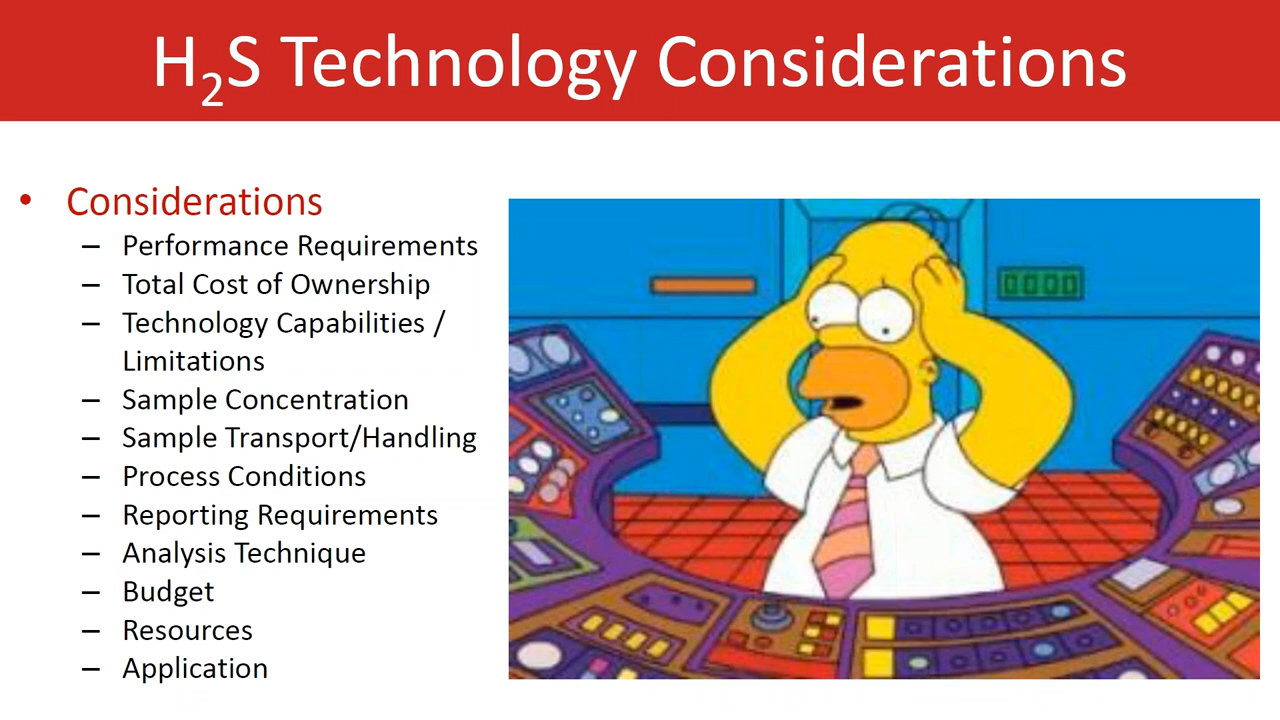 H₂S Technology Considerations
• Considerations
– Performance Requirements
– Total Cost of Ownership
– Technology Capabilities /
Limitations
– Sample Concentration
– Sample Transport/Handling
– Process Conditions
– Reporting Requirements
– Analysis Technique
– Budget
– Resources
– Application